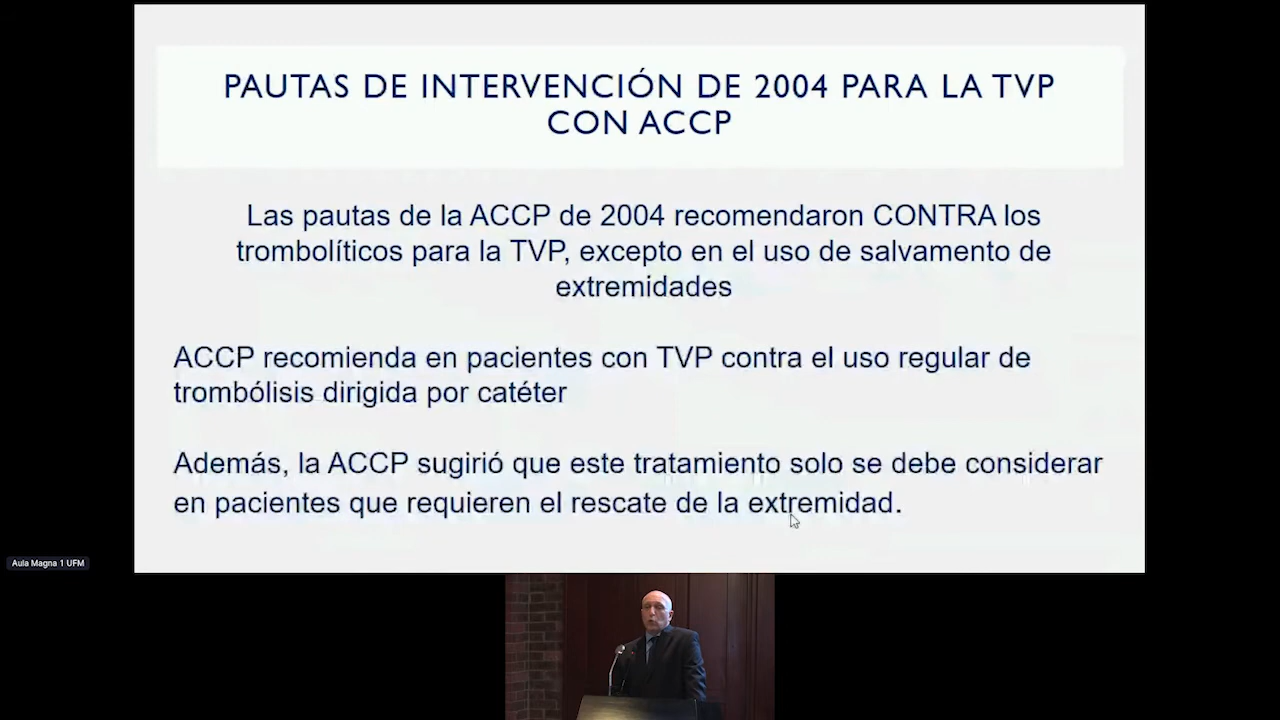 PAUTAS DE INTERVENCIÓN DE 2004 PARA LA TVP
CON ACCP
Las pautas de la ACCP de 2004 recomendaron CONTRA los
trombolíticos para la TVP, excepto en el uso de salvamento de
extremidades
ACCP recomienda en pacientes con TVP contra el uso regular de
trombólisis dirigida por catéter
Además, la ACCP sugirió que este tratamiento solo se debe considerar
en pacientes que requieren el rescate de la extremidad.
Aula Magna 1 UFM